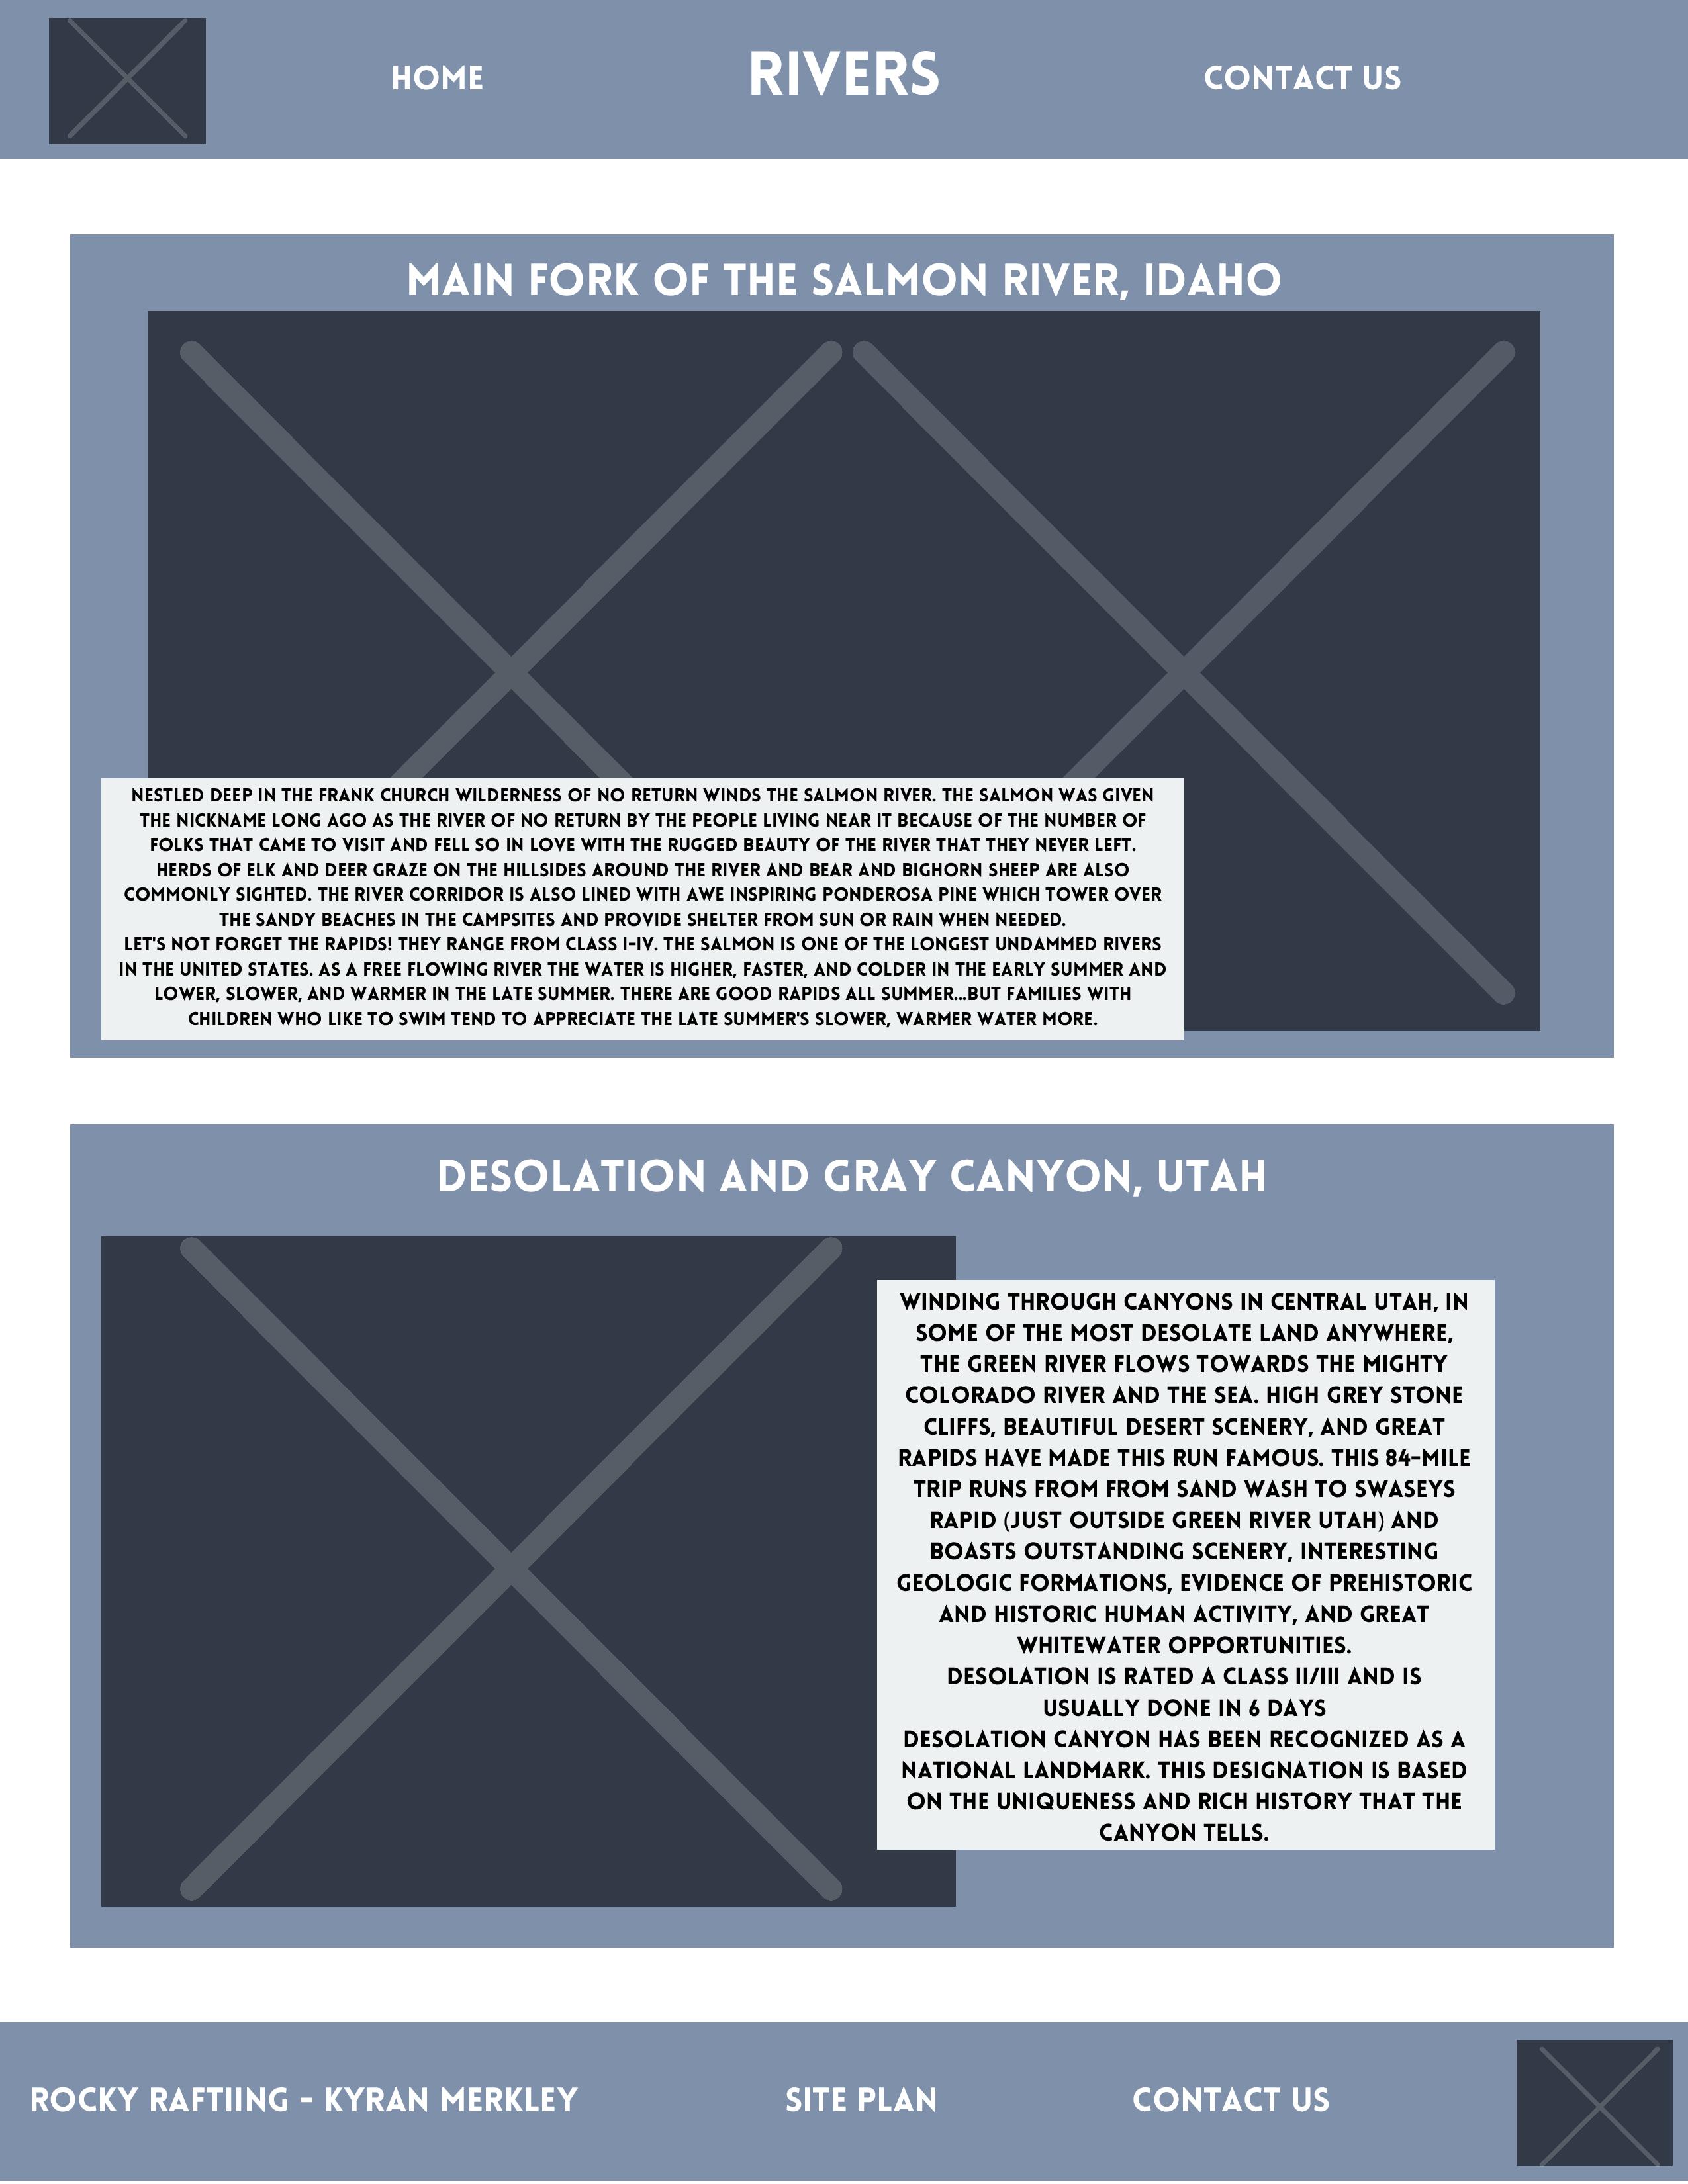 HOME
RIVERS
CONTACT US
MAIN FORK OF THE SALMON RIVER, IDAHO
NESTLED DEEP IN THE FRANK CHURCH WILDERNESS OF NO RETURN WINDS THE SALMON RIVER. THE SALMON WAS GIVEN
THE NICKNAME LONG AGO AS THE RIVER OF NO RETURN BY THE PEOPLE LIVING NEAR IT BECAUSE OF THE NUMBER OF
FOLKS THAT CAME TO VISIT AND FELL SO IN LOVE WITH THE RUGGED BEAUTY OF THE RIVER THAT THEY NEVER LEFT.
HERDS OF ELK AND DEER GRAZE ON THE HILLSIDES AROUND THE RIVER AND BEAR AND BIGHORN SHEEP ARE ALSO
COMMONLY SIGHTED. THE RIVER CORRIDOR IS ALSO LINED WITH AWE INSPIRING PONDEROSA PINE WHICH TOWER OVER
THE SANDY BEACHES IN THE CAMPSITES AND PROVIDE SHELTER FROM SUN OR RAIN WHEN NEEDED.
LET'S NOT FORGET THE RAPIDS! THEY RANGE FROM CLASS I-IV. THE SALMON IS ONE OF THE LONGEST UNDAMMED RIVERS
IN THE UNITED STATES. AS A FREE FLOWING RIVER THE WATER IS HIGHER, FASTER, AND COLDER IN THE EARLY SUMMER AND
LOWER, SLOWER, AND WARMER IN THE LATE SUMMER. THERE ARE GOOD RAPIDS ALL SUMMER...BUT FAMILIES WITH
CHILDREN WHO LIKE TO SWIM TEND TO APPRECIATE THE LATE SUMMER'S SLOWER, WARMER WATER MORE.
DESOLATION AND GRAY CANYON, UTAH
WINDING THROUGH CANYONS IN CENTRAL UTAH, IN
SOME OF THE MOST DESOLATE LAND ANYWHERE,
THE GREEN RIVER FLOWS TOWARDS THE MIGHTY
COLORADO RIVER AND THE SEA. HIGH GREY STONE
CLIFFS, BEAUTIFUL DESERT SCENERY, AND GREAT
RAPIDS HAVE MADE THIS RUN FAMOUS. THIS 84-MILE
TRIP RUNS FROM FROM SAND WASH TO SWASEYS
RAPID (JUST OUTSIDE GREEN RIVER UTAH) AND
BOASTS OUTSTANDING SCENERY, INTERESTING
GEOLOGIC FORMATIONS, EVIDENCE OF PREHISTORIC
AND HISTORIC HUMAN ACTIVITY, AND GREAT
WHITEWATER OPPORTUNITIES.
DESOLATION IS RATED A CLASS II/III AND IS
USUALLY DONE IN 6 DAYS
DESOLATION CANYON HAS BEEN RECOGNIZED AS A
NATIONAL LANDMARK. THIS DESIGNATION IS BASED
ON THE UNIQUENESS AND RICH HISTORY THAT THE
CANYON TELLS.
ROCKY RAFTIING - KYRAN MERKLEY
SITE PLAN
CONTACT US